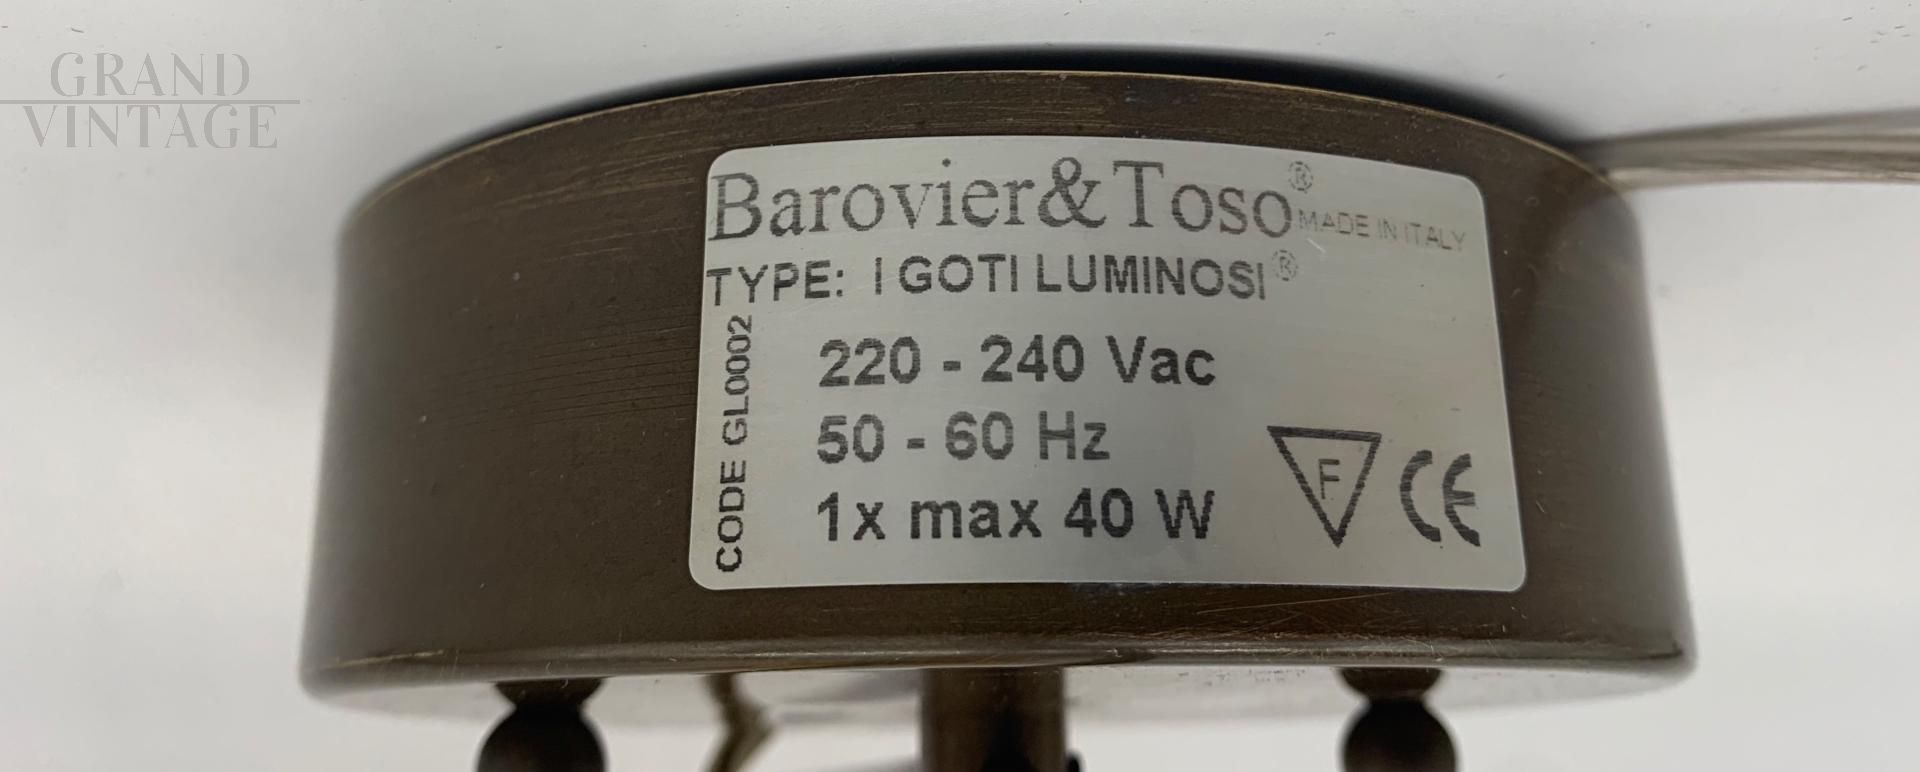 GRAND
VINTAGE
Barovier&Toso® MADE IN ITALY
TYPE: I GOTI LUMINOSI®
CODE GL0002
220 - 240 Vac
50 - 60 Hz
1x max 40 W
F CE